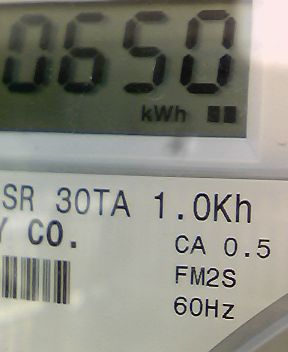 0650
kWh
SR 30TA 1.0Kh
Y CO.
CA 0.5
FM2S
60Hz